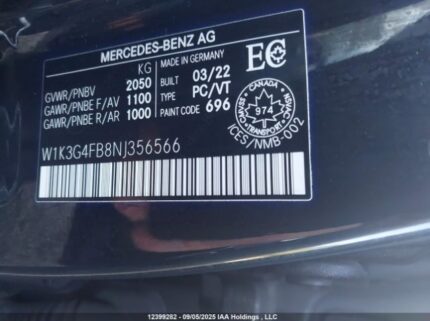 MERCEDES-BENZ AG
KG
MADE IN GERMANY
GVWR/PNBV 2050
BUILT 03/22
GAWR/PNBE F/AV 1100
TYPE PC/VT
GAWR/PNBE R/AR 1000
PAINT CODE 696
EC
CANADA
974
TRANSPORT
ICES/NMB-002
W1K3G4FB8NJ356566
12399282 - 09/05/2025 IAA Holdings , LLC